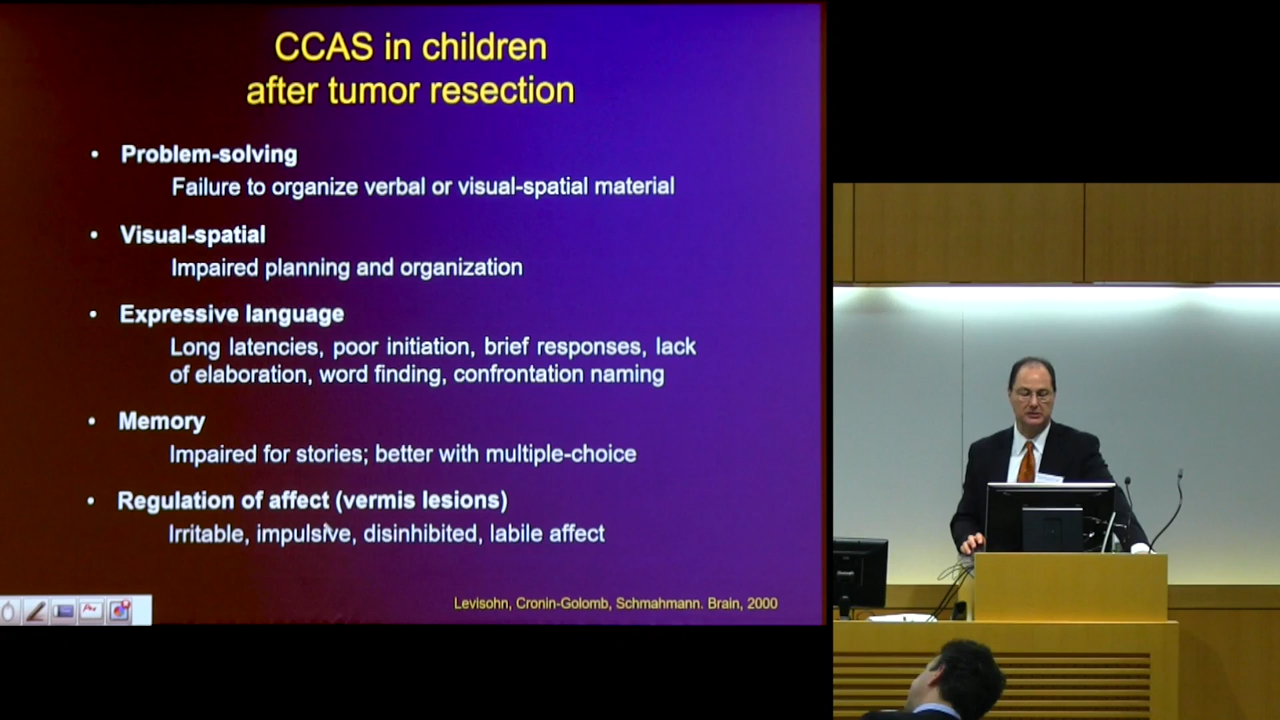 CCAS in children
after tumor resection
• Problem-solving
Failure to organize verbal or visual-spatial material
• Visual-spatial
Impaired planning and organization
• Expressive language
Long latencies, poor initiation, brief responses, lack
of elaboration, word finding, confrontation naming
• Memory
Impaired for stories; better with multiple-choice
• Regulation of affect (vermis lesions)
Irritable, impulsive, disinhibited, labile affect
Levisohn, Cronin-Golomb, Schmahmann. Brain, 2000